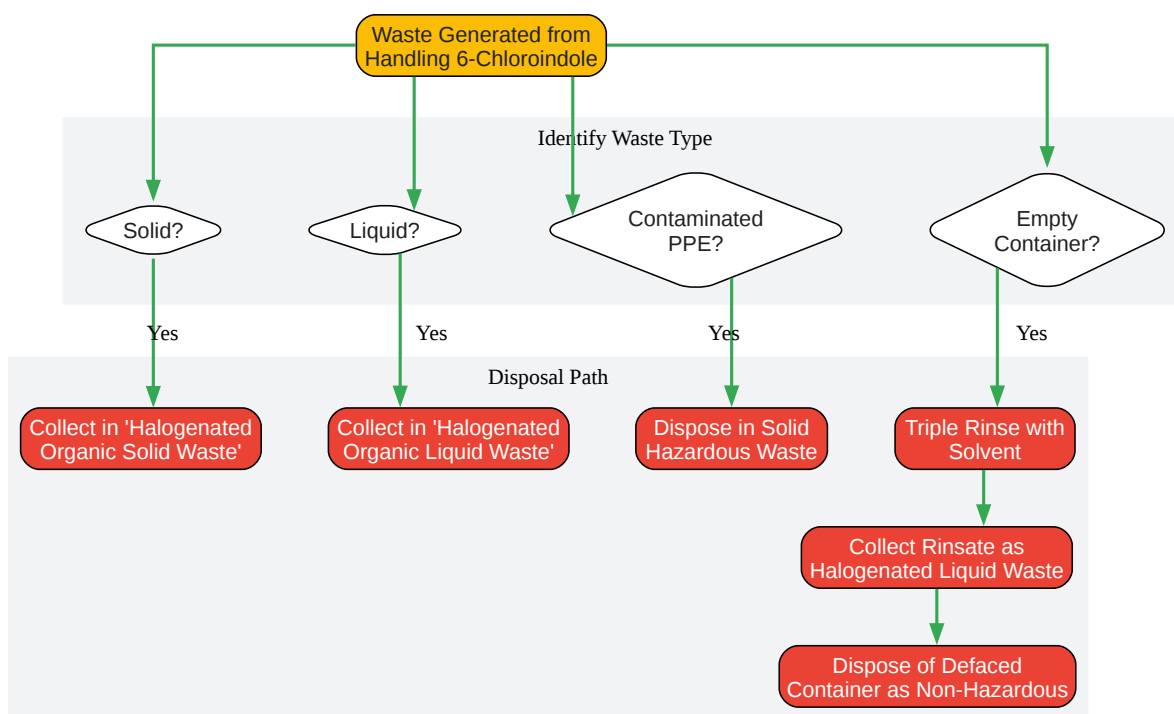 Waste Generated from
Handling 6-Chloroindole
Identify Waste Type
Solid?
Liquid?
Contaminated
PPE?
Empty
Container?
Yes
Yes
Yes
Yes
Disposal Path
Collect in 'Halogenated
Organic Solid Waste'
Collect in 'Halogenated
Organic Liquid Waste'
Dispose in Solid
Hazardous Waste
Triple Rinse with
Solvent
Collect Rinsate as
Halogenated Liquid Waste
Dispose of Defaced
Container as Non-Hazardous